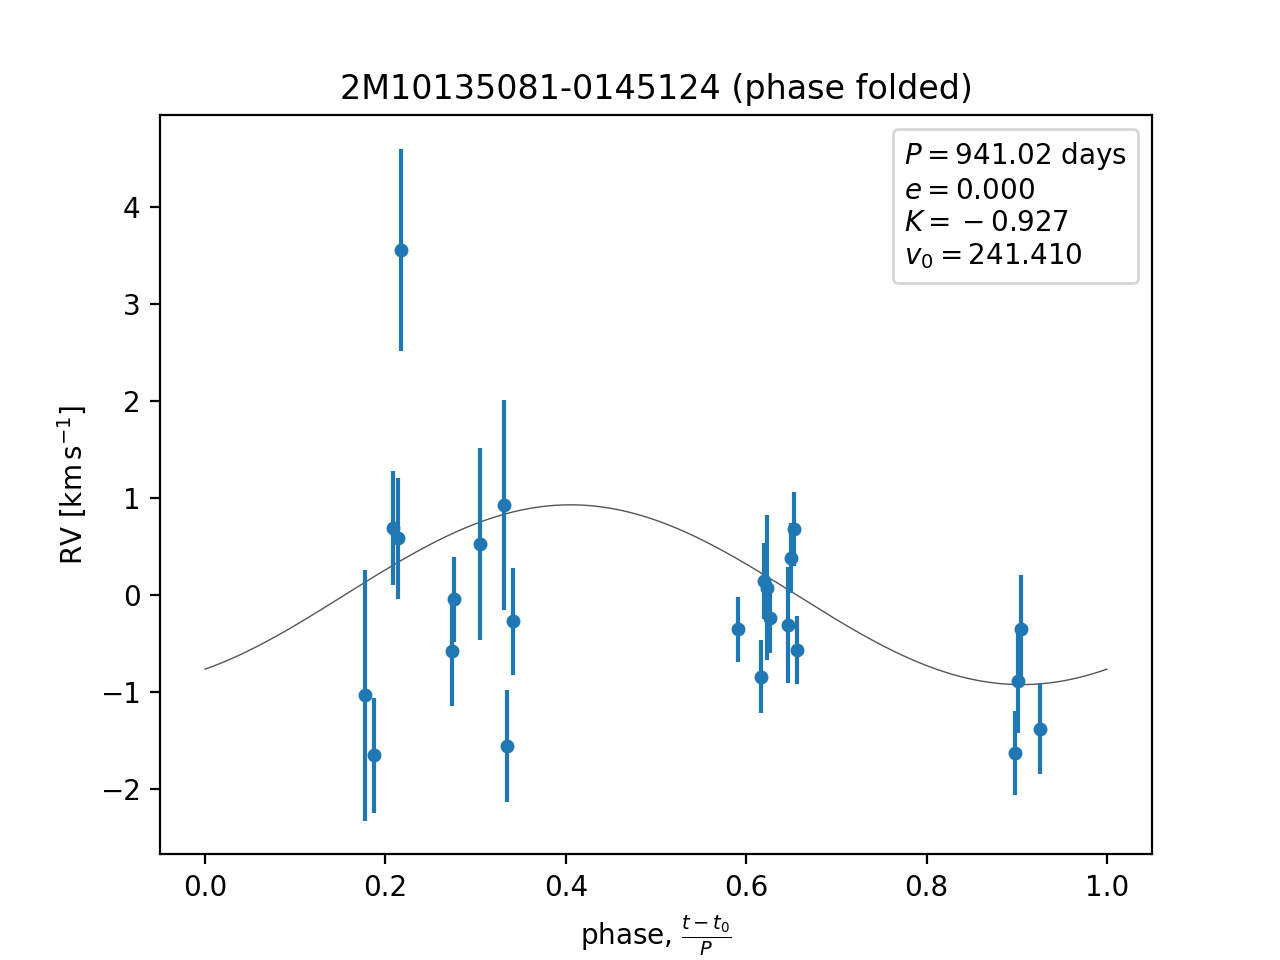 2M10135081-0145124 (phase folded)
P = 941.02 days
e = 0.000
K = −0.927
v₀ = 241.410
4
3
2
1
0
−1
−2
RV [km s⁻¹]
0.0 0.2 0.4 0.6 0.8 1.0
phase, (t − t₀)/P